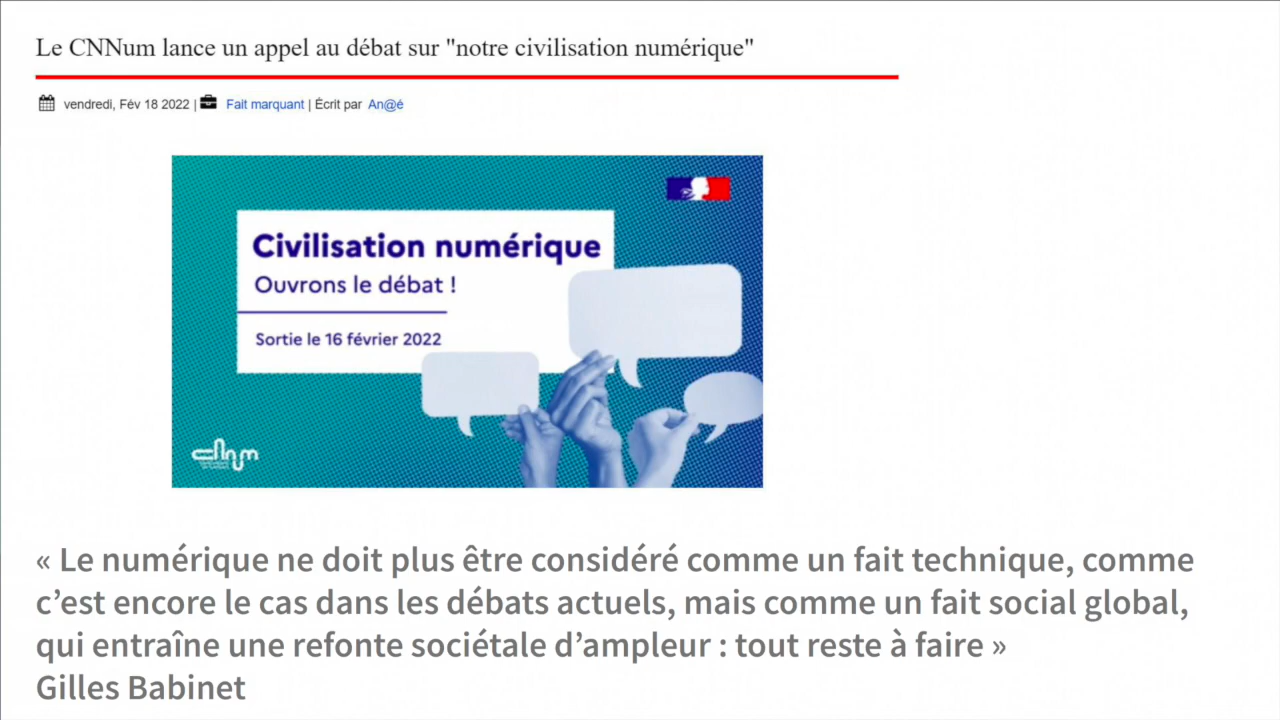 Le CNNum lance un appel au débat sur "notre civilisation numérique"
vendredi, Fév 18 2022 | Fait marquant | Écrit par An@é
Civilisation numérique
Ouvrons le débat !
Sortie le 16 février 2022
cnnum
« Le numérique ne doit plus être considéré comme un fait technique, comme
c’est encore le cas dans les débats actuels, mais comme un fait social global,
qui entraîne une refonte sociétale d’ampleur : tout reste à faire »
Gilles Babinet